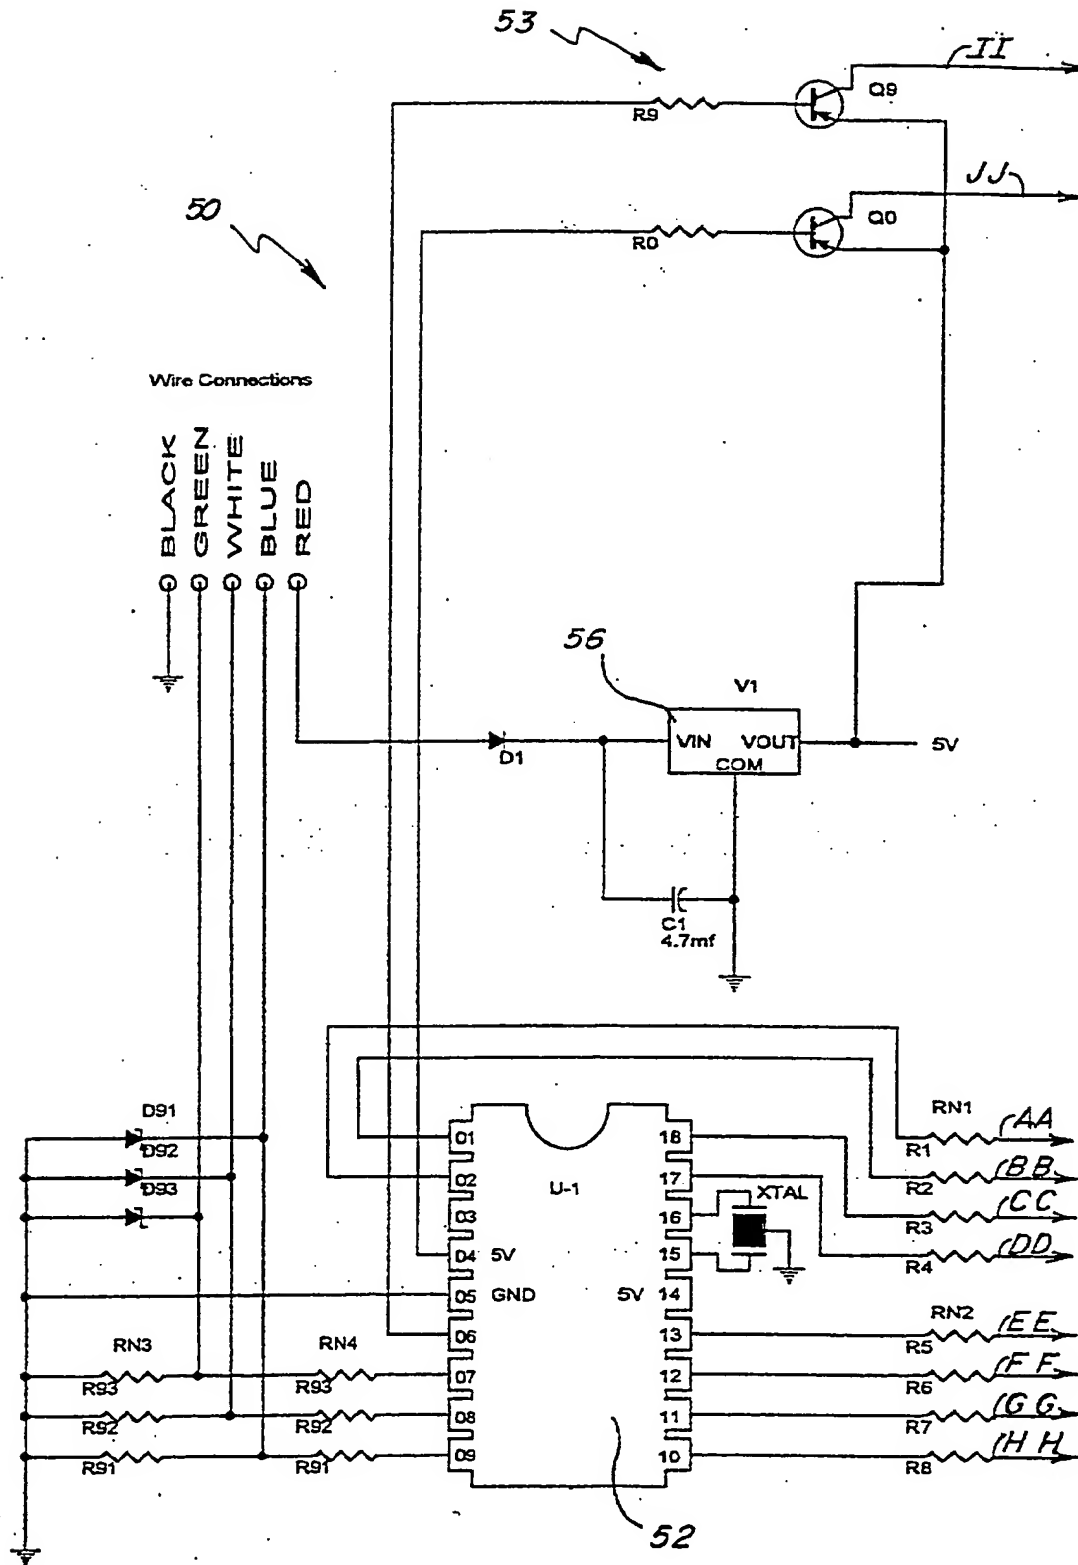 53
II
Q9
R9
JJ
50
Q0
R0
Wire Connections
BLACK
GREEN
WHITE
BLUE
RED
56
V1
VIN VOUT
COM
5V
D1
C1
4.7mf
D91
D92
D93
RN1
AA
R1
BB
R2
CC
R3
DD
R4
01
02
03
04 5V
05 GND
06
07
08
09
U-1
18
17
16
15
5V 14
13
12
11
10
XTAL
RN2
EE
R5
FF
R6
GG
R7
HH
R8
RN3
RN4
R93
R93
R92
R92
R91
R91
52